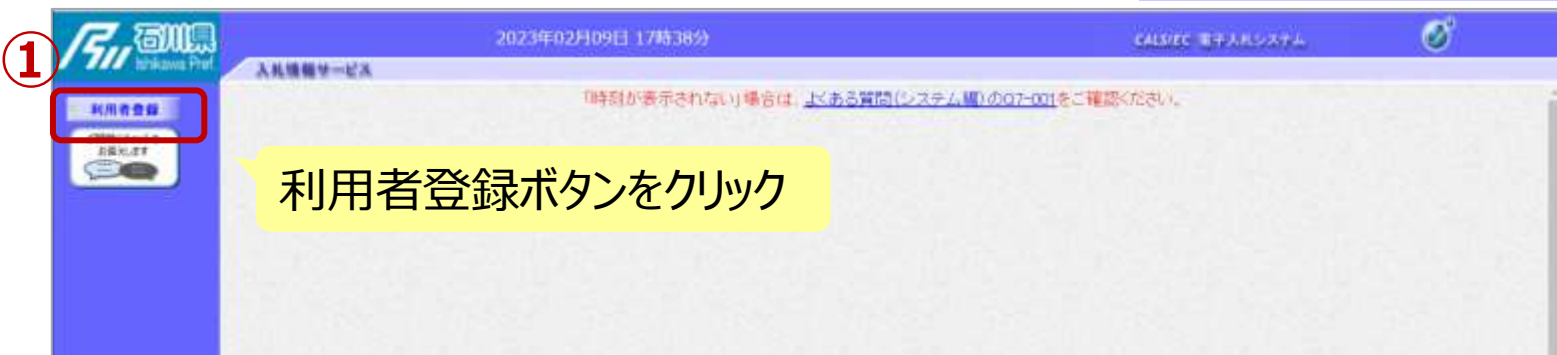 ①
石川県
Ishikawa Pref
2023年02月09日 17時38分
CALS/EC 電子入札システム
入札情報サービス
利用者登録
「時刻が表示されない」場合は、よくある質問(システム編)のQ7-001をご確認ください。
お届けします
利用者登録ボタンをクリック